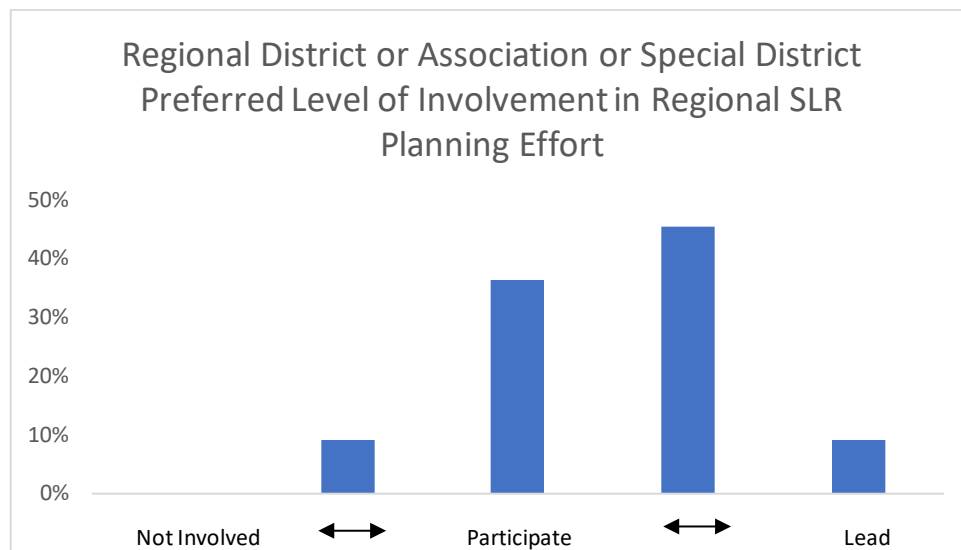 Regional District or Association or Special District
Preferred Level of Involvement in Regional SLR
Planning Effort
50%
40%
30%
20%
10%
0%
Not Involved
Participate
Lead